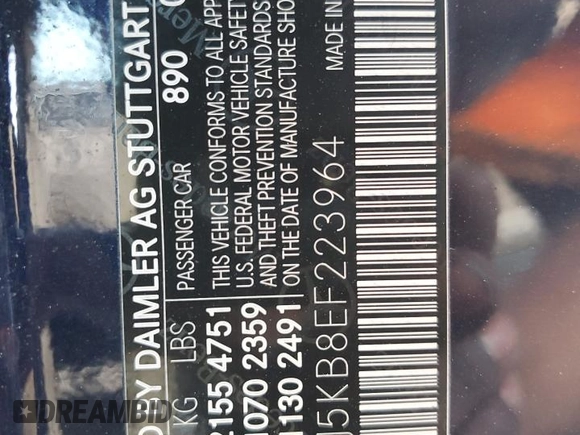 BY DAIMLER AG STUTTGART
890
KG LBS PASSENGER CAR
2155 4751 THIS VEHICLE CONFORMS TO ALL APP
1070 2359 U.S. FEDERAL MOTOR VEHICLE SAFETY
AND THEFT PREVENTION STANDARDS
1130 2491 ON THE DATE OF MANUFACTURE SHO
5KB8EF223964 MADE IN
DREAMBID